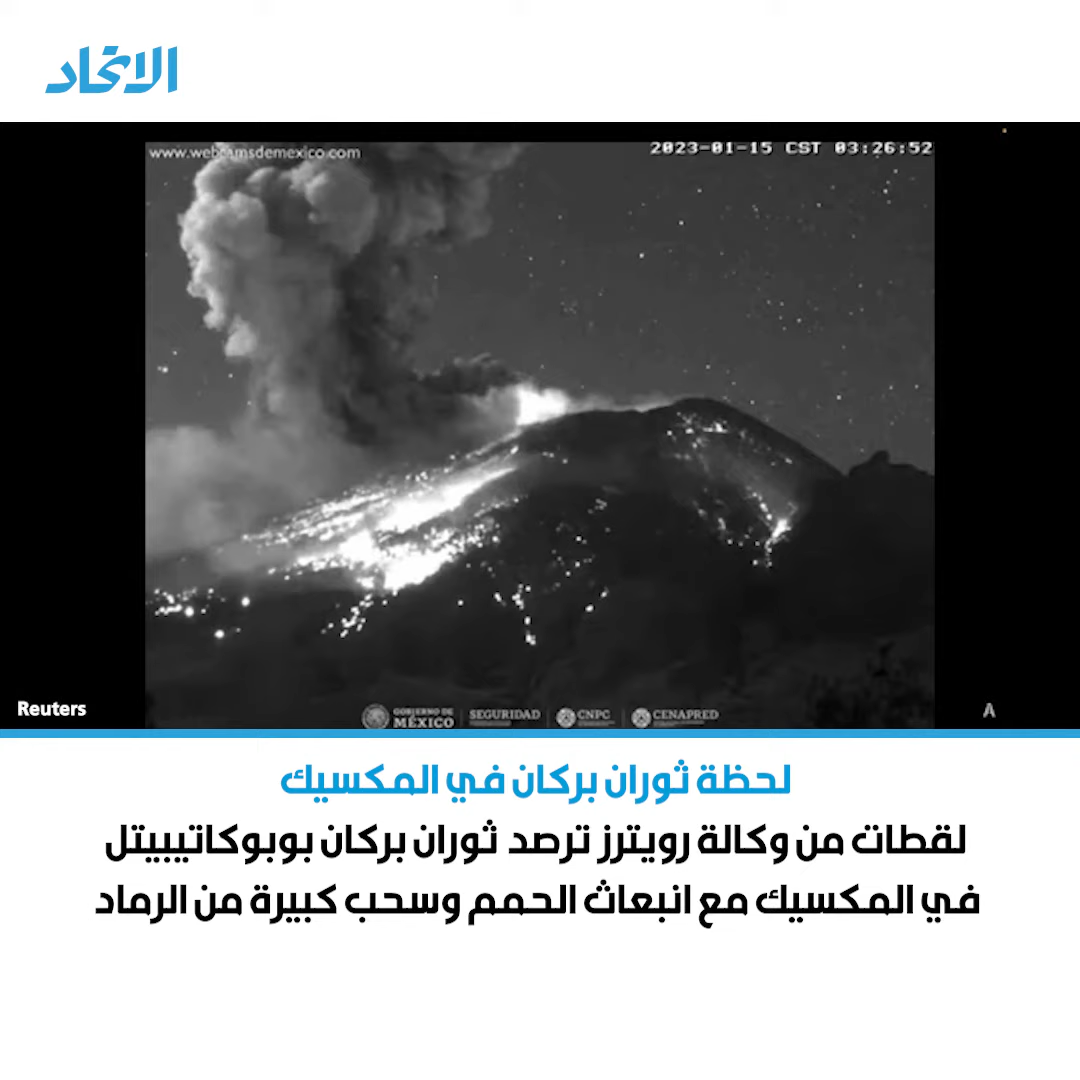 الاتحاد
www.webcamsdemexico.com
2023-01-15 CST 03:26:52
Reuters
GOBIERNO DE
MÉXICO
SEGURIDAD
CNPC
CENAPRED
A
لحظة ثوران بركان في المكسيك
لقطات من وكالة رويترز ترصد ثوران بركان بوبوكاتيبيتل
في المكسيك مع انبعاث الحمم وسحب كبيرة من الرماد